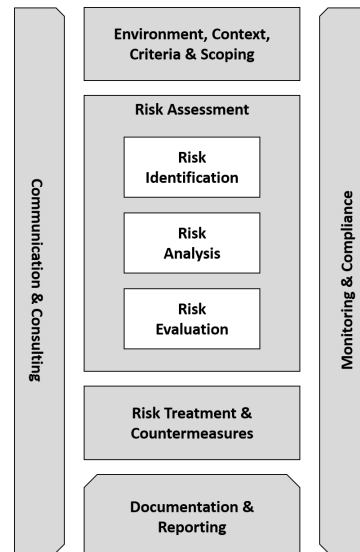 Environment, Context,
Criteria & Scoping
Risk Assessment
Risk
Identification
Risk
Analysis
Risk
Evaluation
Risk Treatment &
Countermeasures
Documentation &
Reporting
Communication & Consulting
Monitoring & Compliance